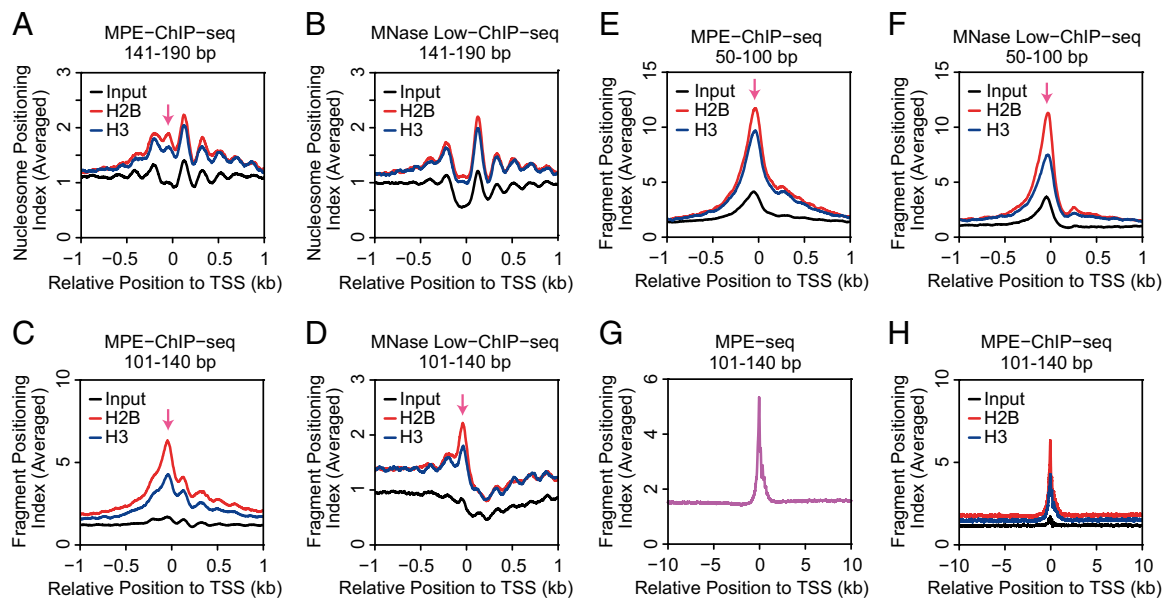 A
MPE−ChIP−seq
141-190 bp
Nucleosome Positioning
Index (Averaged)
3
2
1
0
Input
H2B
H3
−1 −0.5 0 0.5 1
Relative Position to TSS (kb)
B
MNase Low−ChIP−seq
141-190 bp
Nucleosome Positioning
Index (Averaged)
3
2
1
0
Input
H2B
H3
−1 −0.5 0 0.5 1
Relative Position to TSS (kb)
E
MPE−ChIP−seq
50-100 bp
Fragment Positioning
Index (Averaged)
15
10
5
0
Input
H2B
H3
−1 −0.5 0 0.5 1
Relative Position to TSS (kb)
F
MNase Low−ChIP−seq
50-100 bp
Fragment Positioning
Index (Averaged)
15
10
5
0
Input
H2B
H3
−1 −0.5 0 0.5 1
Relative Position to TSS (kb)
C
MPE−ChIP−seq
101-140 bp
Fragment Positioning
Index (Averaged)
10
5
0
Input
H2B
H3
−1 −0.5 0 0.5 1
Relative Position to TSS (kb)
D
MNase Low−ChIP−seq
101-140 bp
Fragment Positioning
Index (Averaged)
3
2
1
0
Input
H2B
H3
−1 −0.5 0 0.5 1
Relative Position to TSS (kb)
G
MPE−seq
101-140 bp
Fragment Positioning
Index (Averaged)
6
4
2
0
−10 −5 0 5 10
Relative Position to TSS (kb)
H
MPE−ChIP−seq
101-140 bp
Fragment Positioning
Index (Averaged)
10
5
0
Input
H2B
H3
−10 −5 0 5 10
Relative Position to TSS (kb)